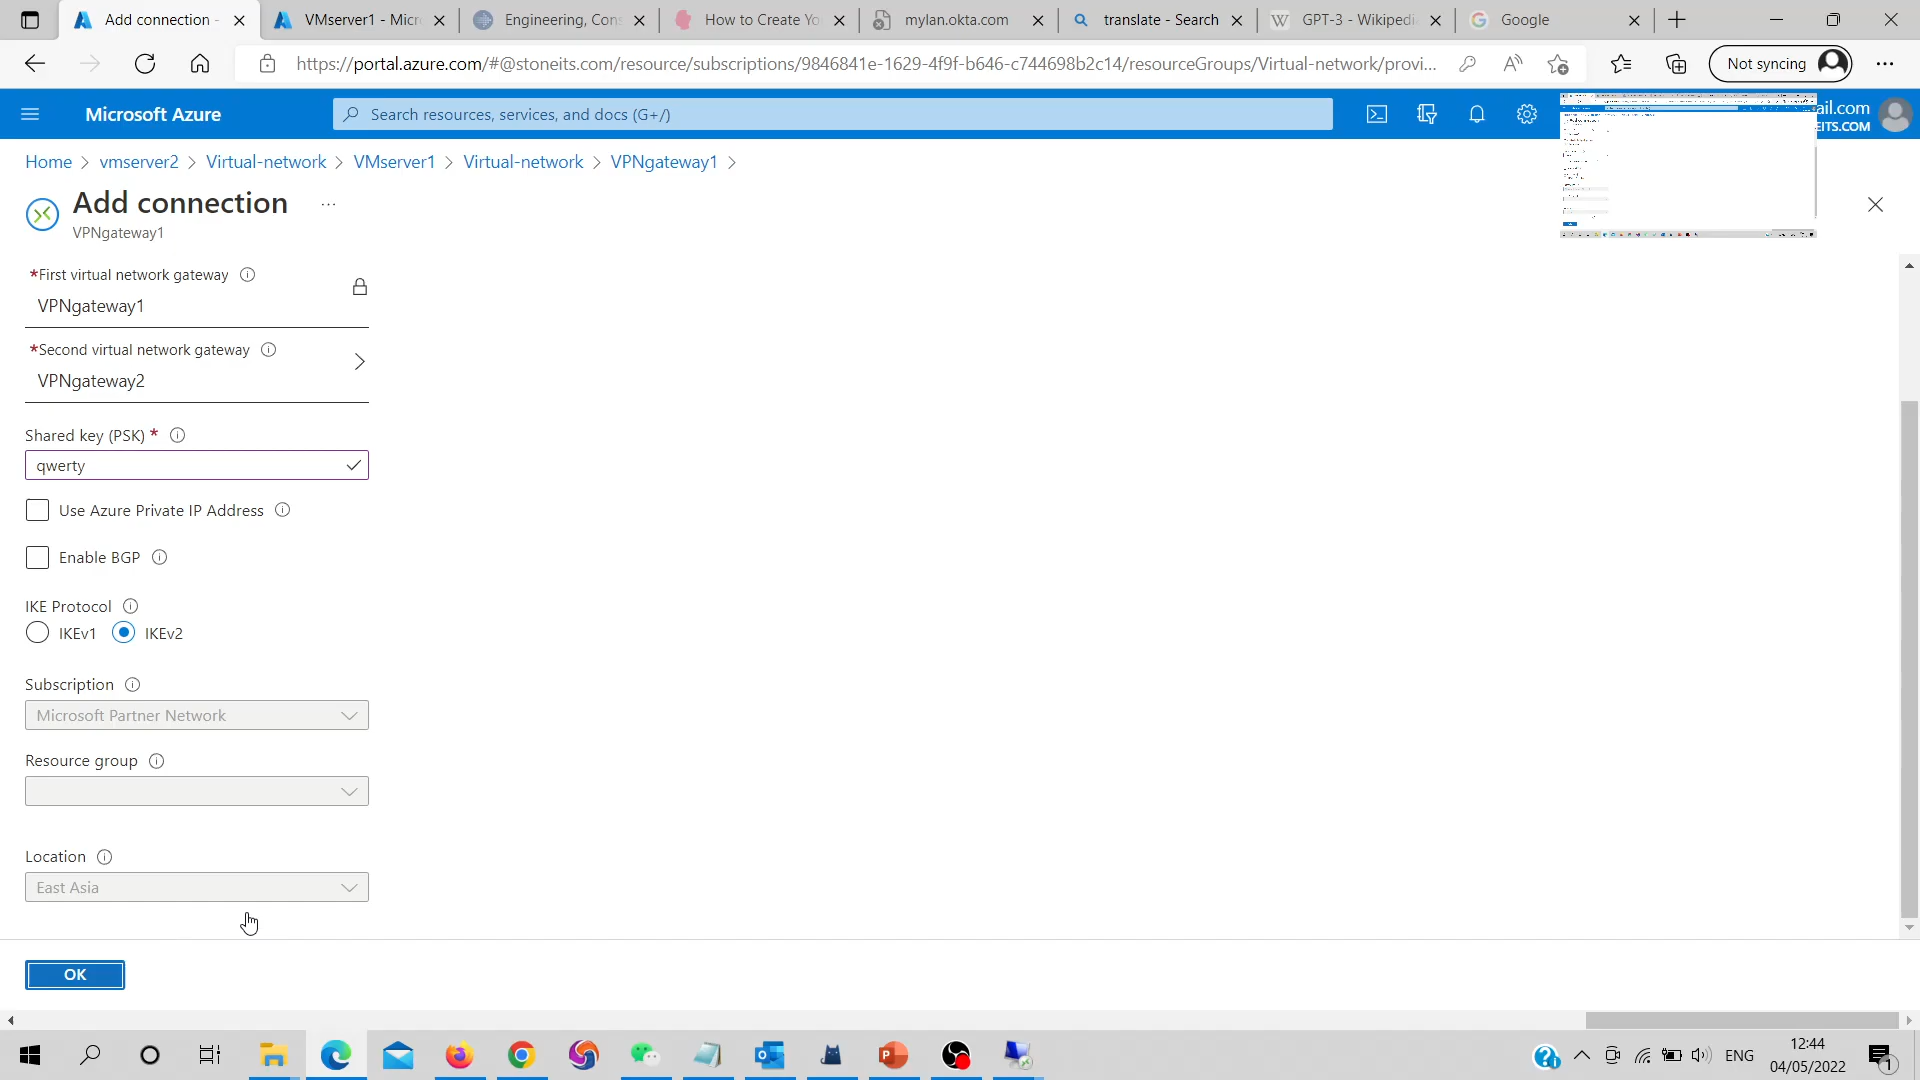 Add connection -
VMserver1 - Micr
Engineering, Cons
How to Create Yo
mylan.okta.com
translate - Search
GPT-3 - Wikipedi
Google
https://portal.azure.com/#@stoneits.com/resource/subscriptions/9846841e-1629-4f9f-b646-c744698b2c14/resourceGroups/Virtual-network/provi...
Not syncing
Microsoft Azure
Search resources, services, and docs (G+/)
ail.com
EITS.COM
Home > vmserver2 > Virtual-network > VMserver1 > Virtual-network > VPNgateway1 >
Add connection ...
VPNgateway1
*First virtual network gateway
VPNgateway1
*Second virtual network gateway
VPNgateway2
Shared key (PSK) *
qwerty
Use Azure Private IP Address
Enable BGP
IKE Protocol
IKEv1 IKEv2
Subscription
Microsoft Partner Network
Resource group
Location
East Asia
OK
ENG
12:44
04/05/2022
1